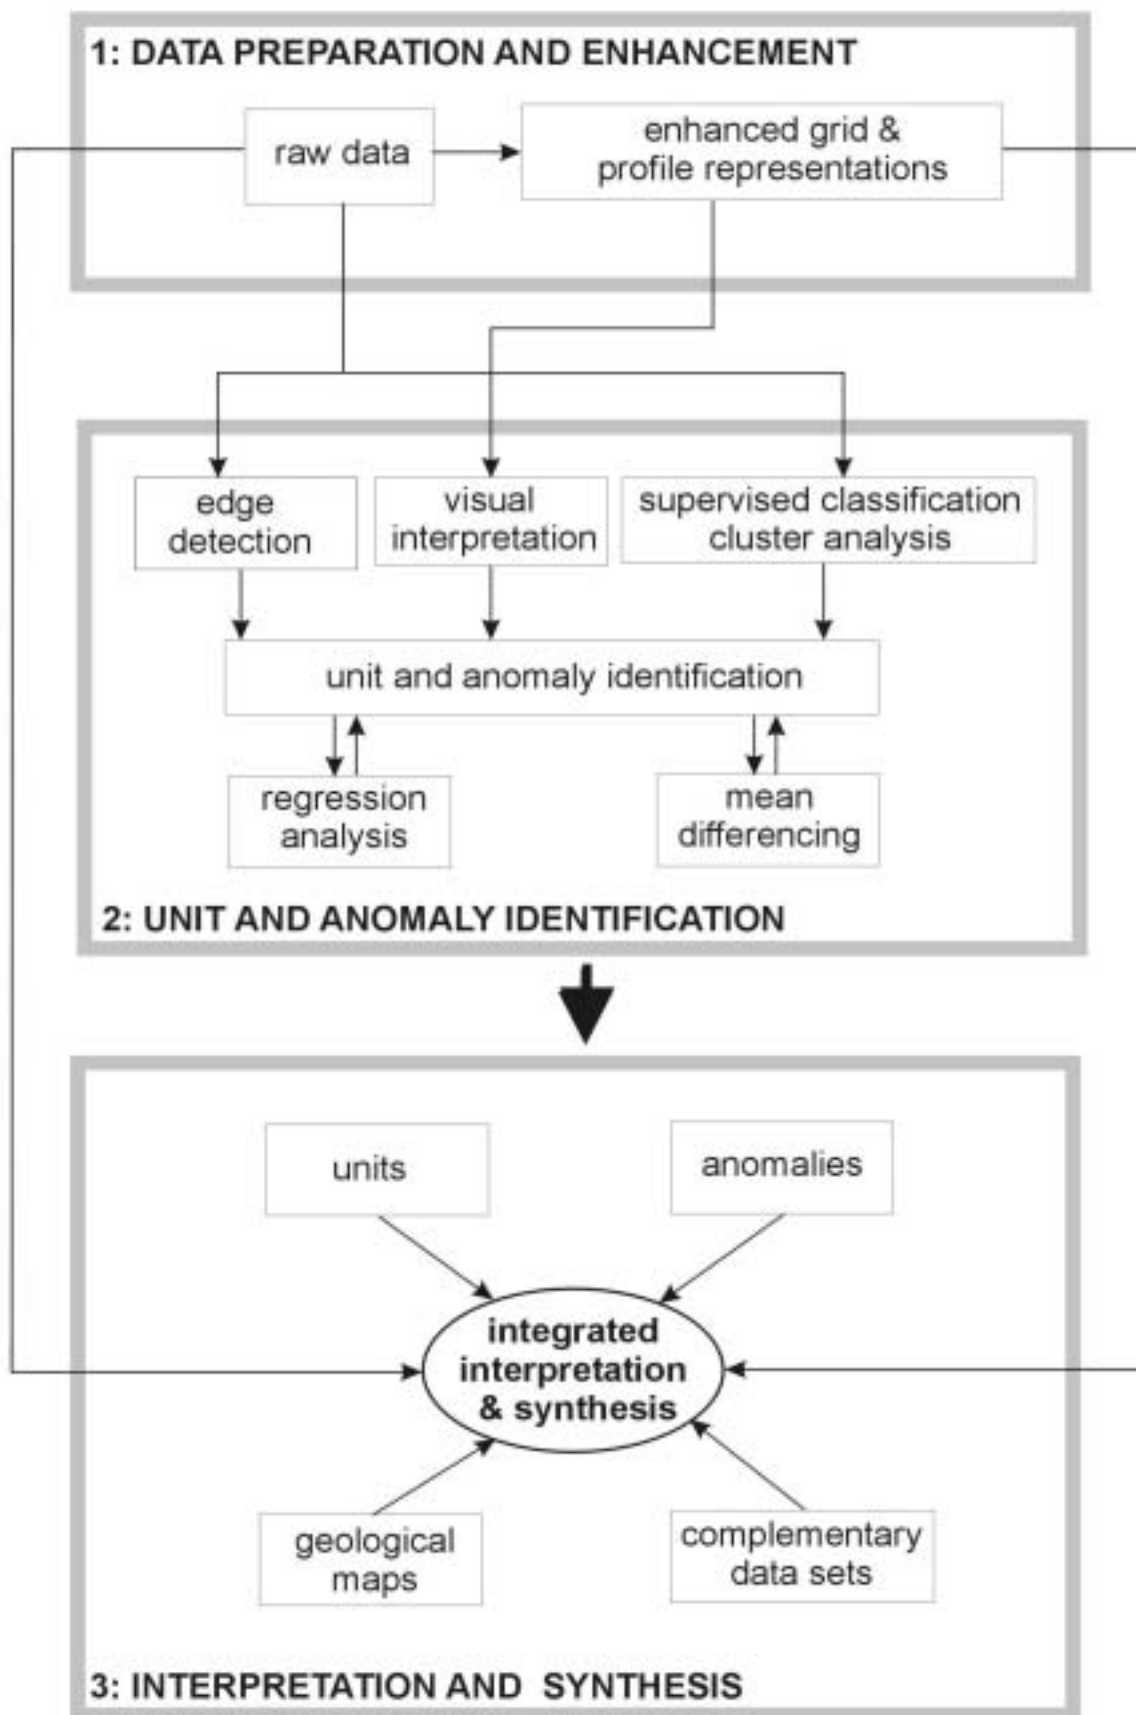 1: DATA PREPARATION AND ENHANCEMENT
raw data
enhanced grid &
profile representations
edge
detection
visual
interpretation
supervised classification
cluster analysis
unit and anomaly identification
regression
analysis
mean
differencing
2: UNIT AND ANOMALY IDENTIFICATION
units
anomalies
integrated
interpretation
& synthesis
geological
maps
complementary
data sets
3: INTERPRETATION AND SYNTHESIS